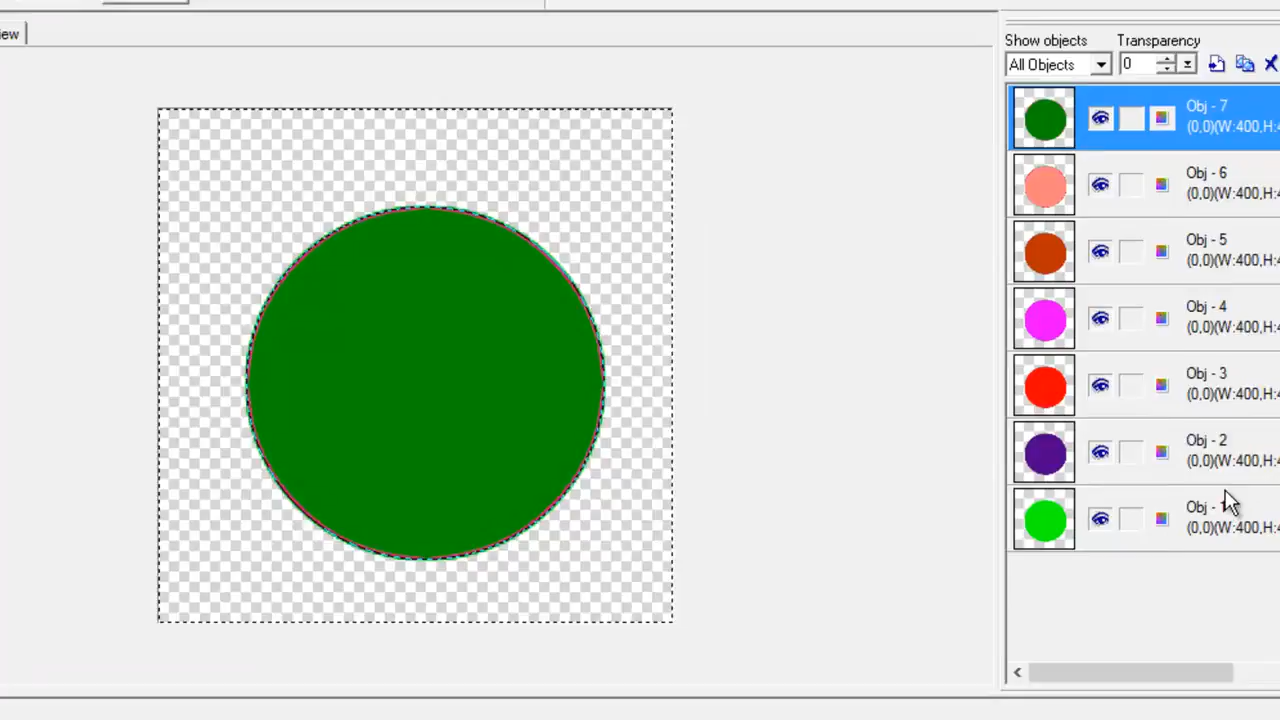 iew
Show objects
Transparency
All Objects
0
Obj - 7
(0,0)(W:400,H:4
Obj - 6
(0,0)(W:400,H:4
Obj - 5
(0,0)(W:400,H:4
Obj - 4
(0,0)(W:400,H:4
Obj - 3
(0,0)(W:400,H:4
Obj - 2
(0,0)(W:400,H:4
Obj - 1
(0,0)(W:400,H:4